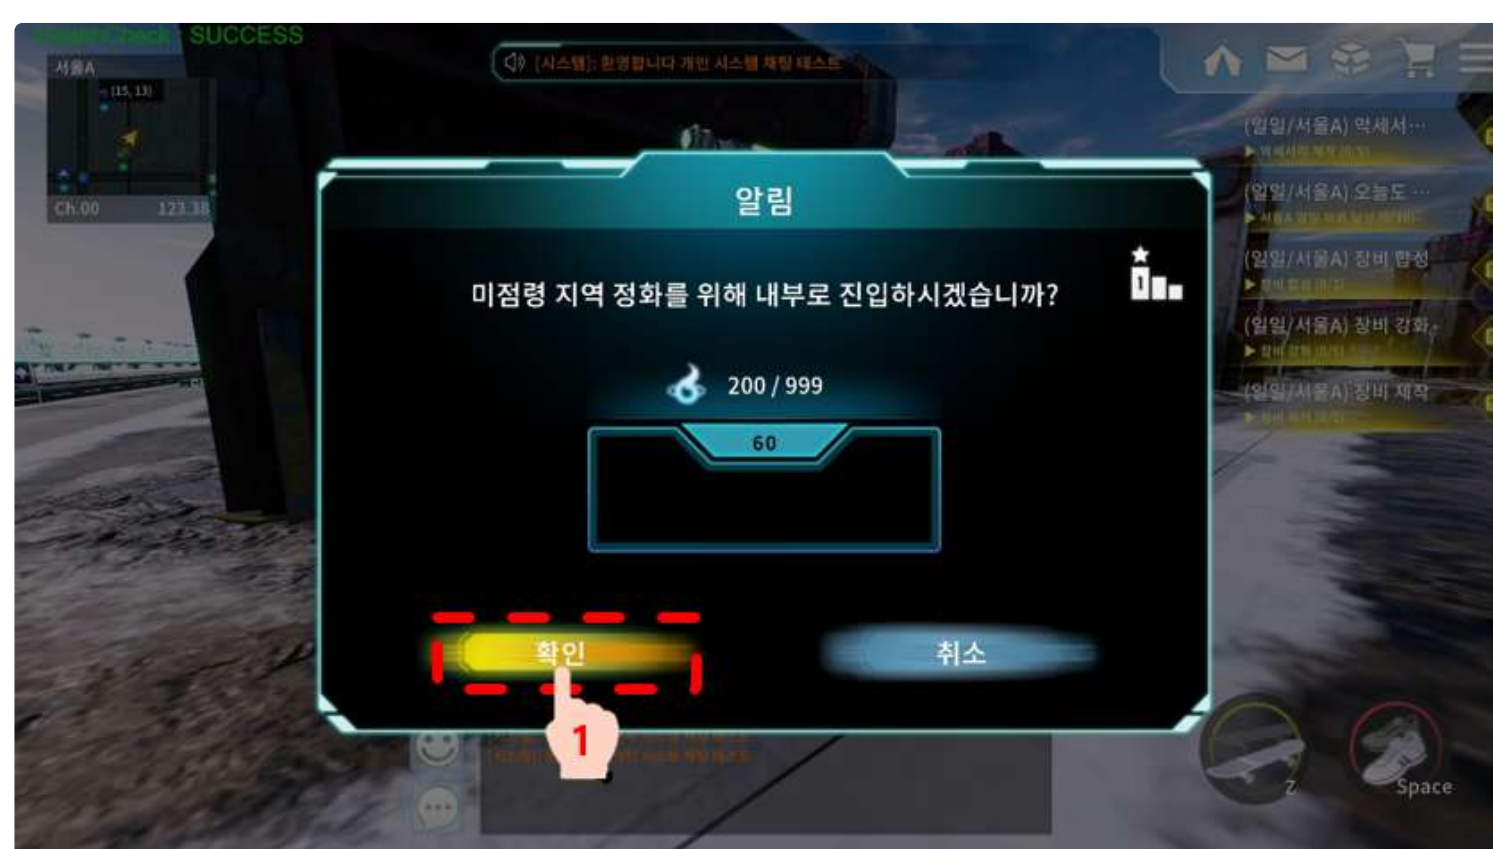 SUCCESS
서울A
(15, 13)
Ch.00 123.38
[시스템]: 환영합니다 개인 시스템 채팅 테스트
(일일/서울A) 악세서…
(일일/서울A) 오늘도 …
(일일/서울A) 장비 합성
(일일/서울A) 장비 강화
(일일/서울A) 장비 제작
알림
미점령 지역 정화를 위해 내부로 진입하시겠습니까?
1
200 / 999
60
확인
취소
1
Z
Space